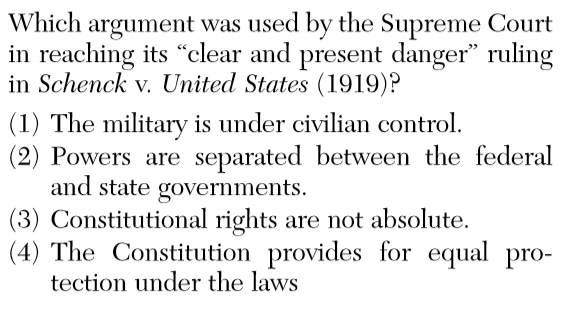 Which argument was used by the Supreme Court
in reaching its “clear and present danger” ruling
in Schenck v. United States (1919)?
(1) The military is under civilian control.
(2) Powers are separated between the federal
and state governments.
(3) Constitutional rights are not absolute.
(4) The Constitution provides for equal pro-
tection under the laws